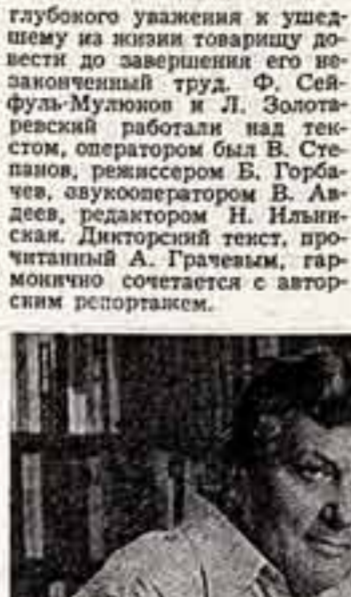 глубокого уважения к ушед-
шему из жизни товарищу до-
вести до завершения его не-
законченный труд. Ф. Сей-
фуль-Мулюков и Л. Золота-
ревский работали над тек-
стом, оператором был В. Сте-
панов, режиссером Б. Горба-
чев, звукооператором В. Ав-
деев, редактором Н. Ильин-
ская. Дикторский текст, про-
читанный А. Грачевым, гар-
монично сочетается с автор-
ским репортажем.